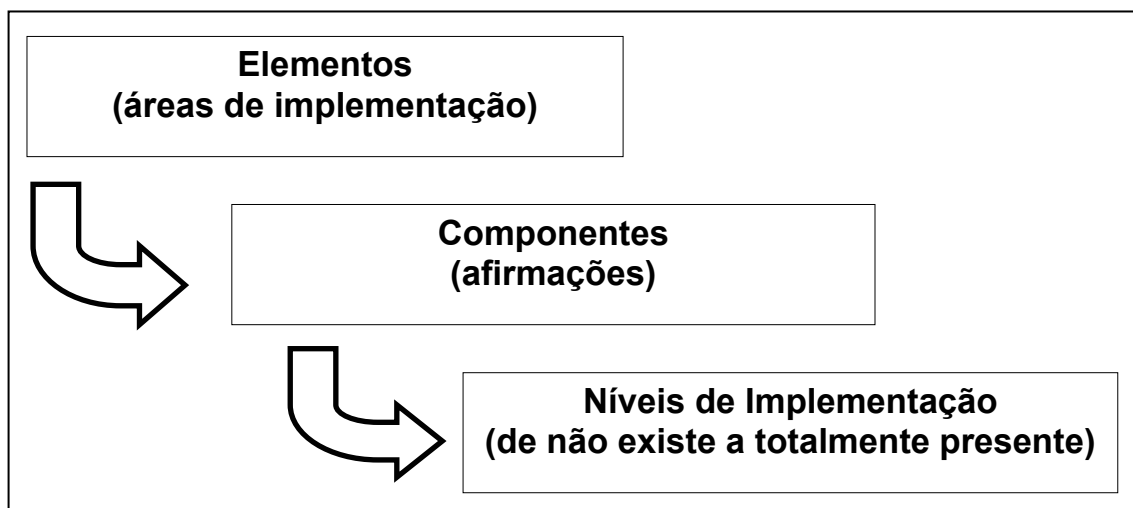 Elementos
(áreas de implementação)
Componentes
(afirmações)
Níveis de Implementação
(de não existe a totalmente presente)